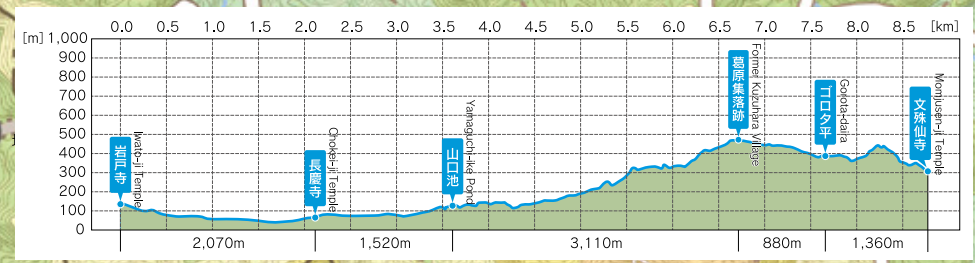 0.0 0.5 1.0 1.5 2.0 2.5 3.0 3.5 4.0 4.5 5.0 5.5 6.0 6.5 7.0 7.5 8.0 8.5 [km]
[m] 1,000
900
800
700
600
500
400
300
200
100
0
岩戸寺
Iwato-ji Temple
長慶寺
Chokei-ji Temple
山口池
Yamaguchi-ike Pond
葛原集落跡
Former Kuzuhara Village
ゴロタ平
Gorota-daira
文殊仙寺
Momjusen-ji Temple
2,070m 1,520m 3,110m 880m 1,360m